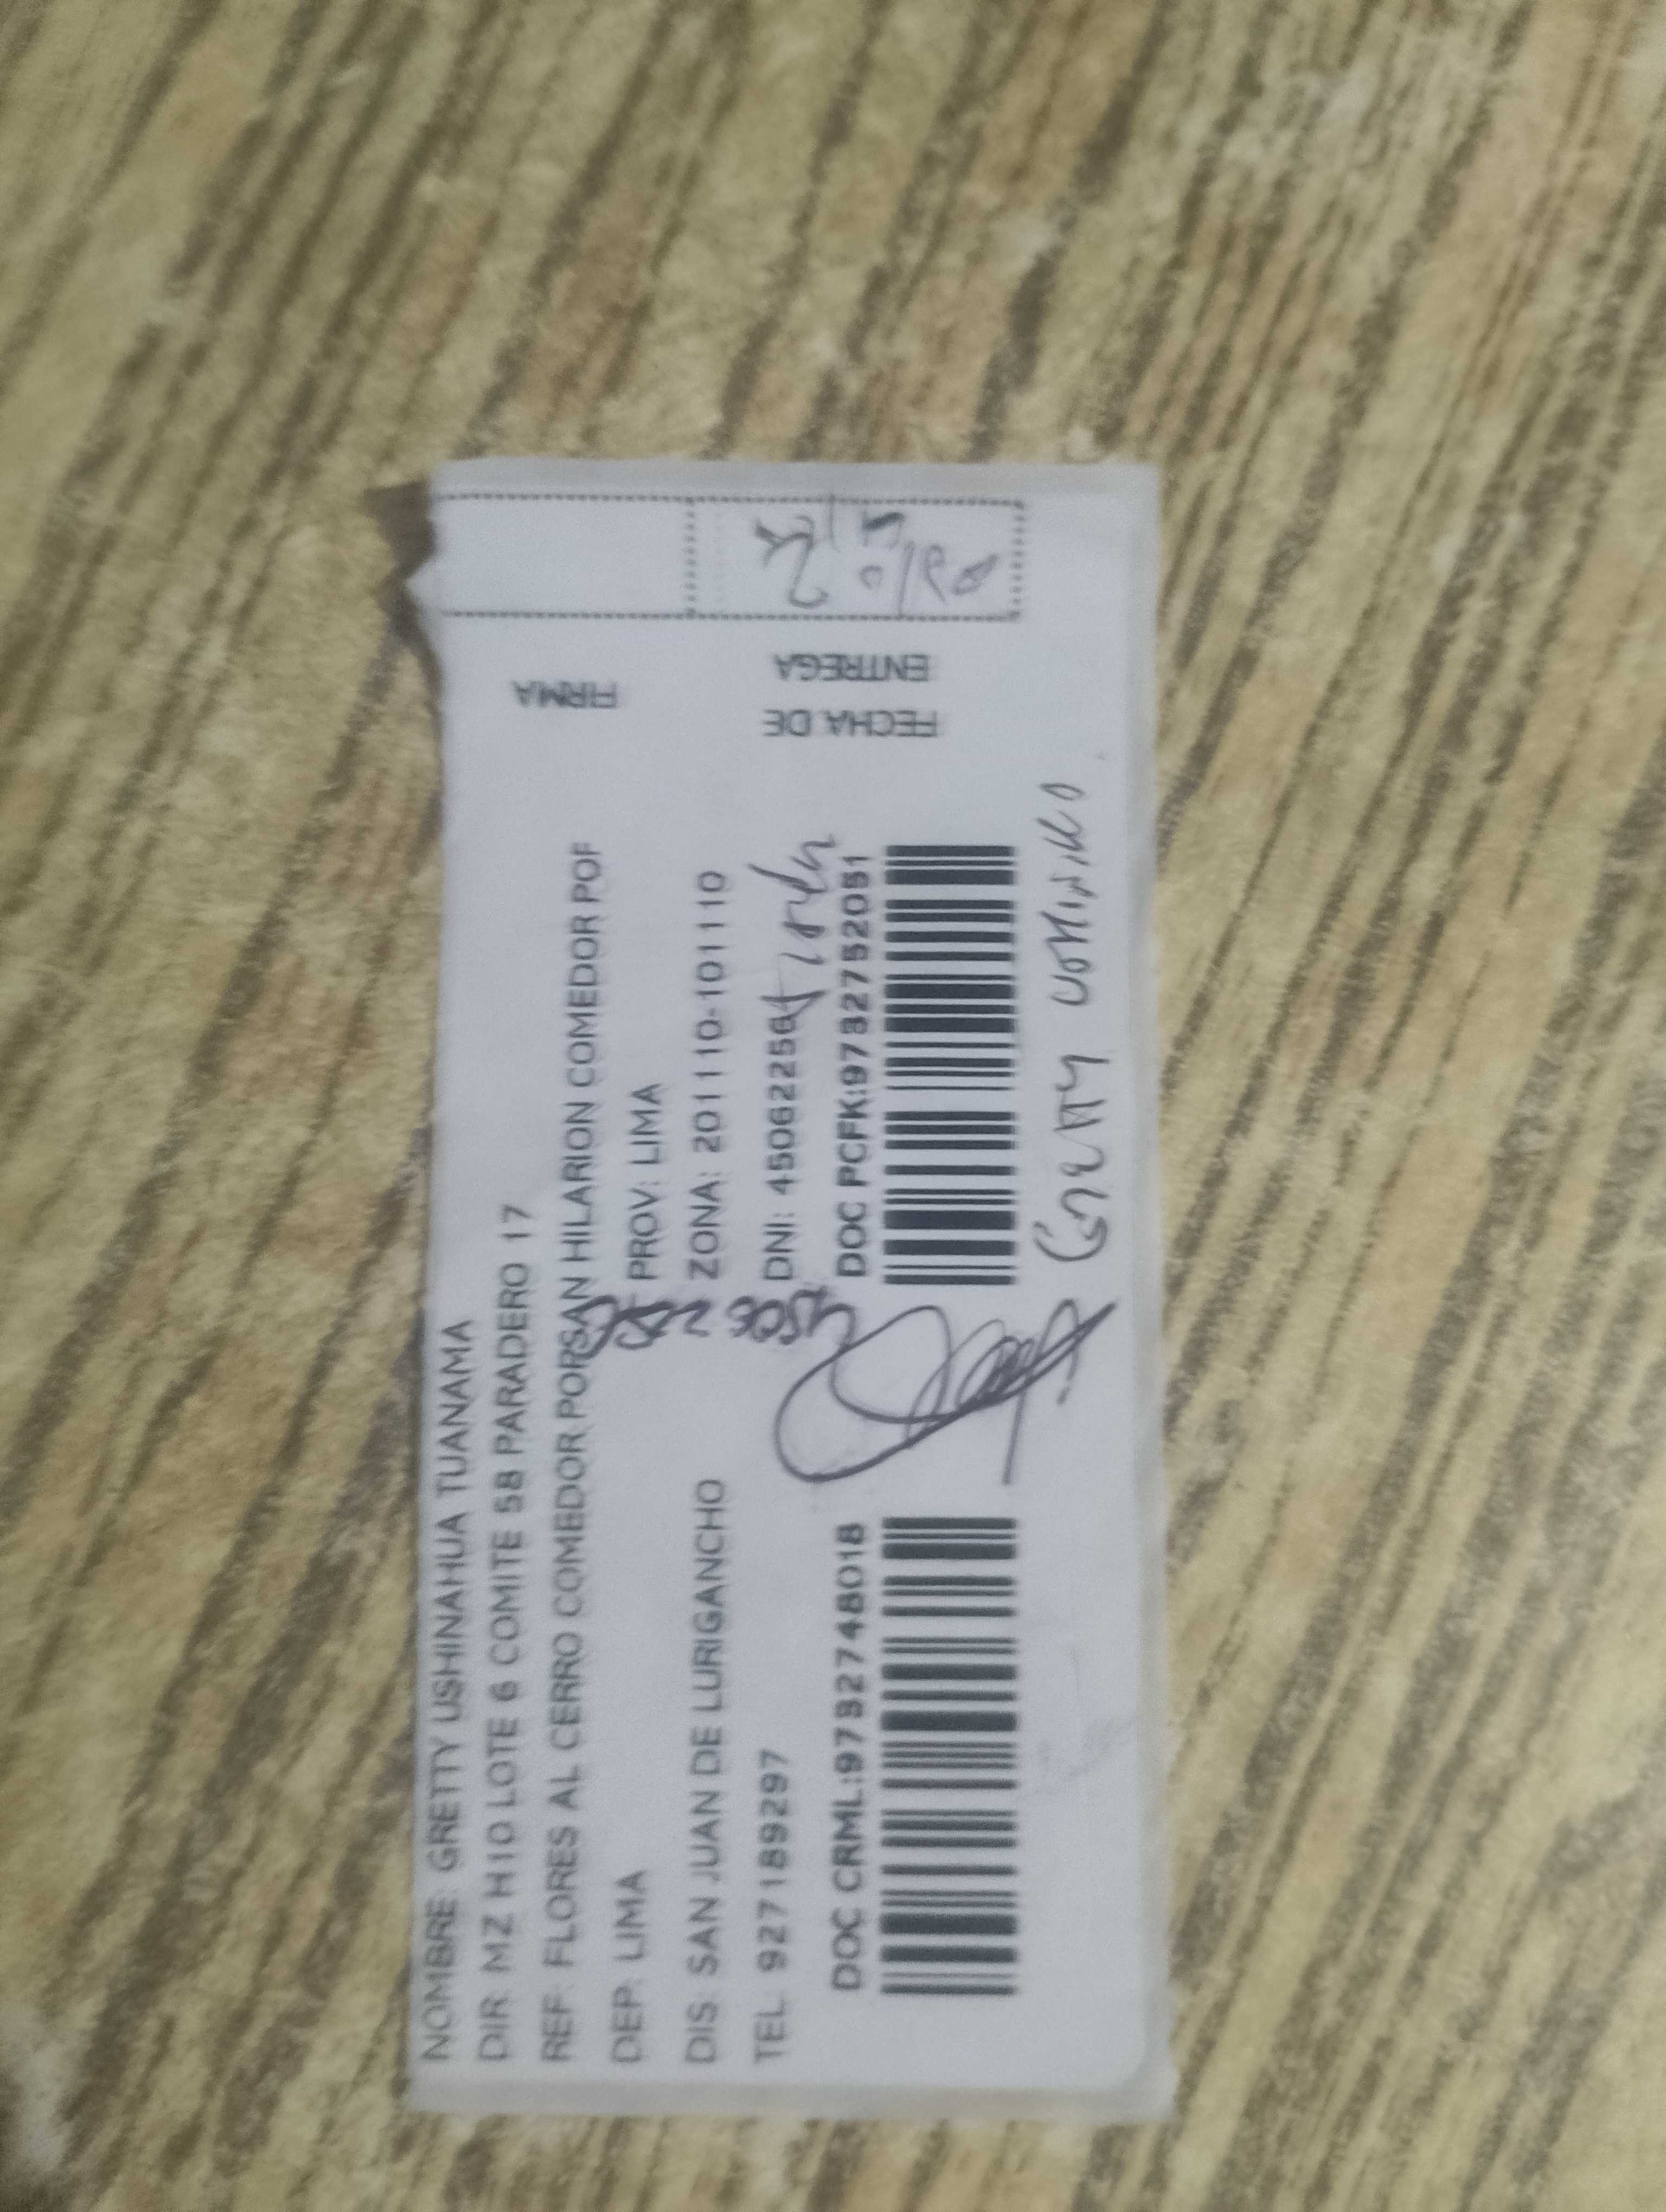 NOMBRE: GRETTY USHINAHUA TUANAMA
DIR: MZ H10 LOTE 6 COMITE 58 PARADERO 17
REF: FLORES AL CERRO COMEDOR PORSAN HILARION COMEDOR POF
DEP: LIMA PROV: LIMA
DIS: SAN JUAN DE LURIGANCHO ZONA: 201110-101110
TEL: 927189297 DNI: 45062256
DOC CRML:9732748018 DOC PCFK:9732752051
FIRMA
FECHA DE
ENTREGA